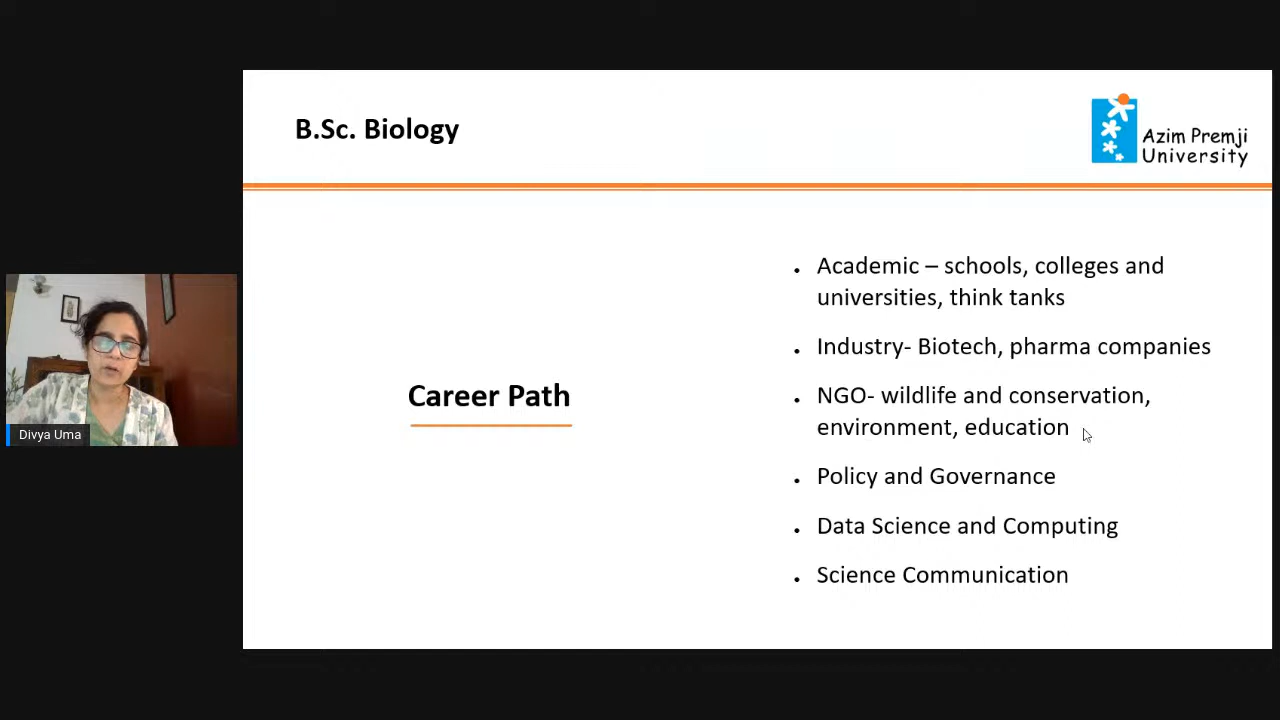 B.Sc. Biology
Azim Premji
University
Divya Uma
Career Path
• Academic – schools, colleges and
universities, think tanks
• Industry- Biotech, pharma companies
• NGO- wildlife and conservation,
environment, education
• Policy and Governance
• Data Science and Computing
• Science Communication